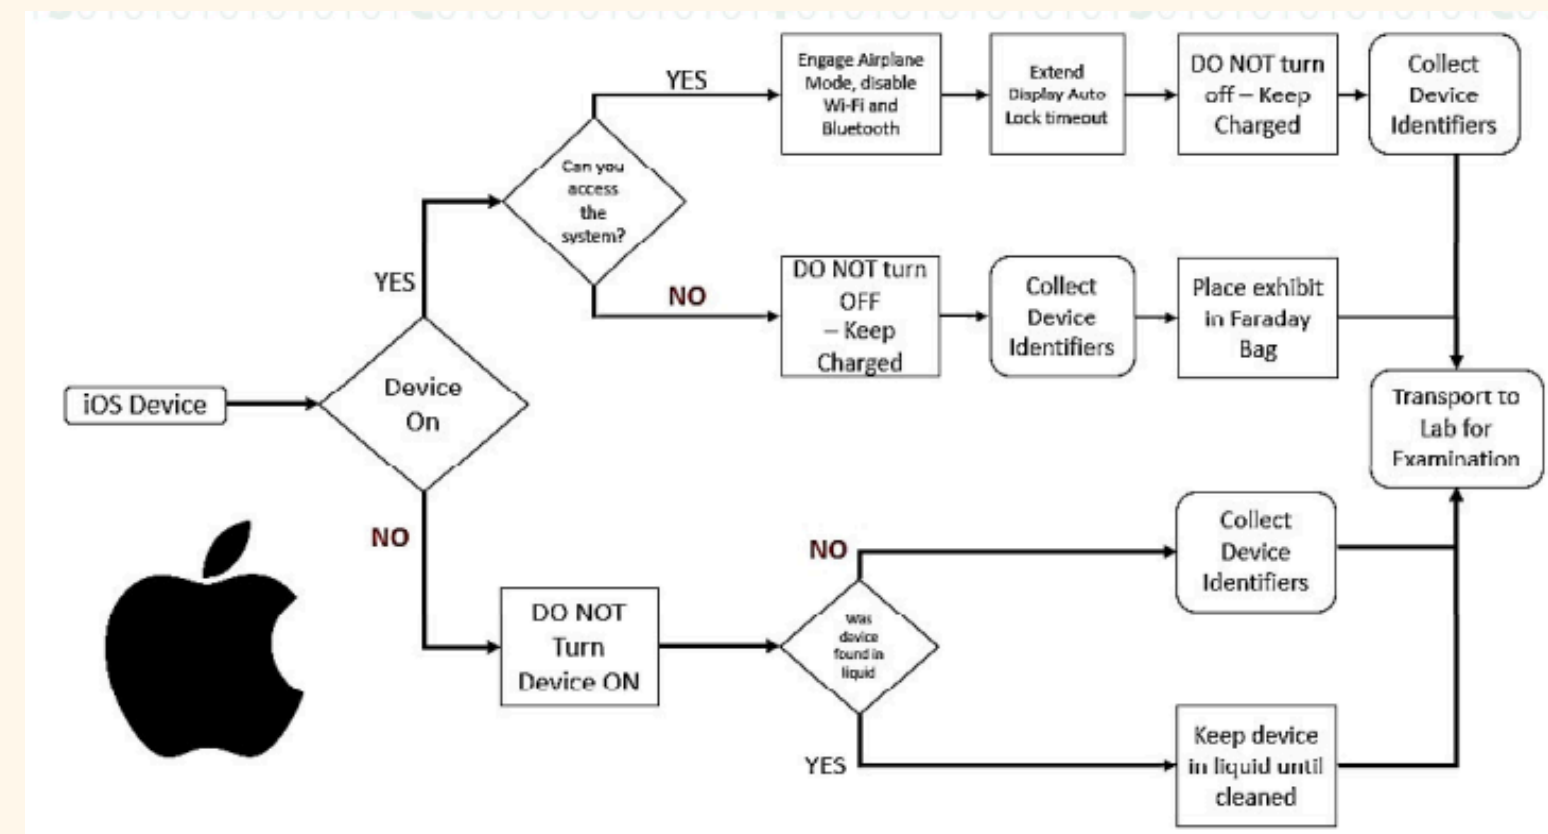 YES
Engage Airplane
Mode, disable
Wi-Fi and
Bluetooth
Extend
Display Auto
Lock timeout
DO NOT turn
off – Keep
Charged
Collect
Device
Identifiers
Can you
access
the
system?
YES
NO
DO NOT turn
OFF
– Keep
Charged
Collect
Device
Identifiers
Place exhibit
in Faraday
Bag
iOS Device
Device
On
Transport to
Lab for
Examination
NO
DO NOT
Turn
Device ON
NO
Was
device
found in
liquid
Collect
Device
Identifiers
YES
Keep device
in liquid until
cleaned